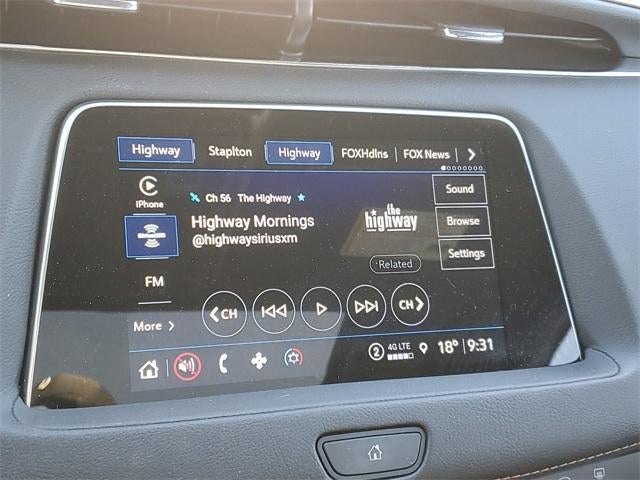 Highway Staplton Highway FOXHdlns FOX News
iPhone
Ch 56 The Highway
Sound
Highway Mornings
the highway
Browse
@highwaysiriusxm
Settings
Related
FM
CH CH
More
2 4G LTE 18° 9:31